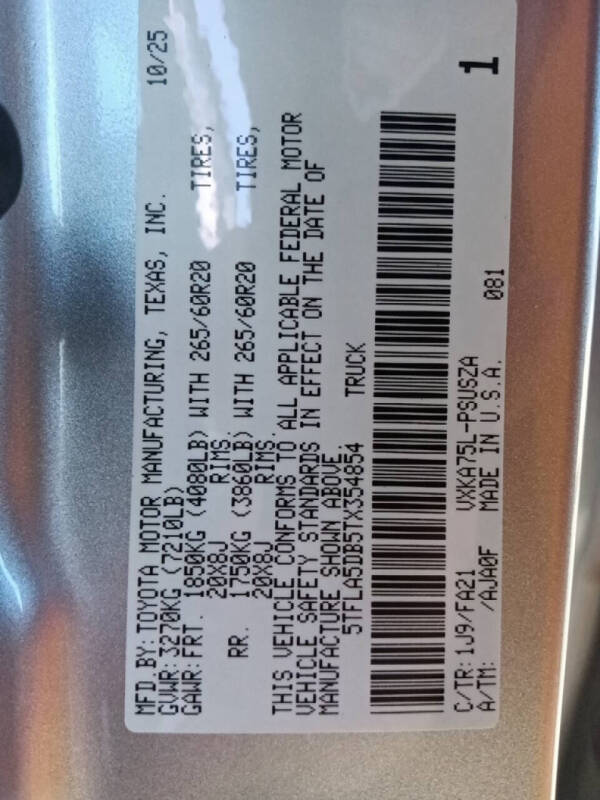 MFD.BY:TOYOTA MOTOR MANUFACTURING, TEXAS, INC. 10/25
GVWR:3270KG (7210LB)
GAWR:FRT. 1850KG (4080LB) WITH 265/60R20 TIRES,
20X8J RIMS.
RR. 1750KG (3860LB) WITH 265/60R20 TIRES,
20X8J RIMS.
THIS VEHICLE CONFORMS TO ALL APPLICABLE FEDERAL MOTOR
VEHICLE SAFETY STANDARDS IN EFFECT ON THE DATE OF
MANUFACTURE SHOWN ABOVE.
5TFLA5DB5TX354854 TRUCK
1
C/TR:1J9/FA21 VXKA75L-PSUSZA 081
A/TM: /AJA0F MADE IN U.S.A.